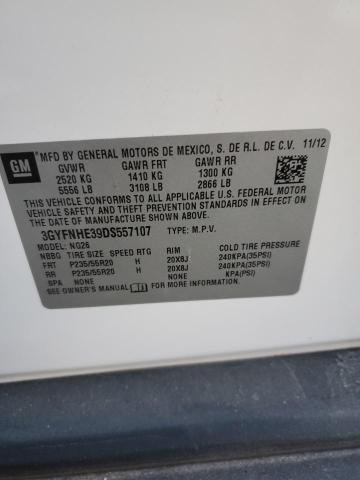 GM
MFD BY GENERAL MOTORS DE MEXICO, S. DE R.L. DE C.V. 11/12
GVWR GAWR FRT GAWR RR
2520 KG 1410 KG 1300 KG
5556 LB 3108 LB 2866 LB
THIS VEHICLE CONFORMS TO ALL APPLICABLE U.S. FEDERAL MOTOR
VEHICLE SAFETY, BUMPER, AND THEFT PREVENTION STANDARDS
IN EFFECT ON THE DATE OF MANUFACTURE SHOWN ABOVE.
3GYFNHE39DS557107 TYPE: M.P.V.
MODEL: NQ26
NBBG TIRE SIZE SPEED RTG RIM COLD TIRE PRESSURE
FRT P235/55R20 H 20X8J 240KPA(35PSI)
RR P235/55R20 H 20X8J 240KPA(35PSI)
SPA NONE NONE KPA(PSI)
SEE OWNER'S MANUAL FOR MORE INFORMATION.